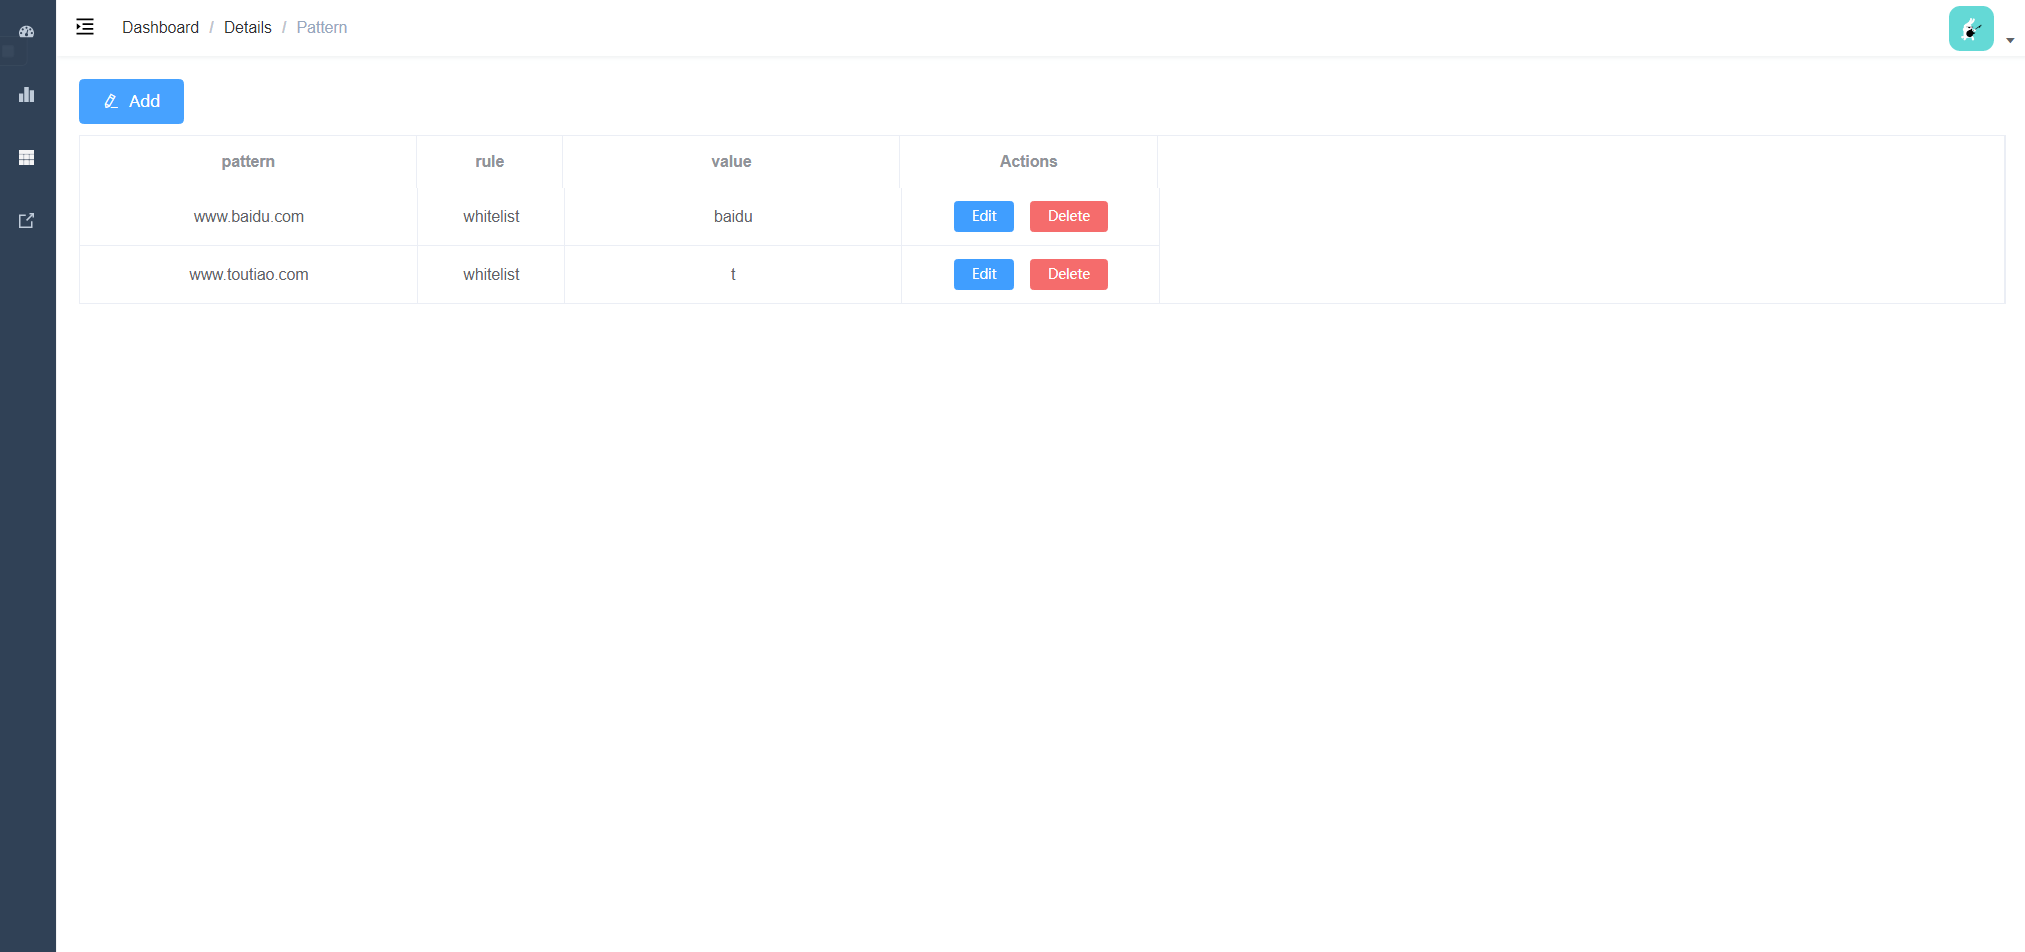 Dashboard / Details / Pattern
Add
pattern rule value Actions
www.baidu.com whitelist baidu Edit Delete
www.toutiao.com whitelist t Edit Delete